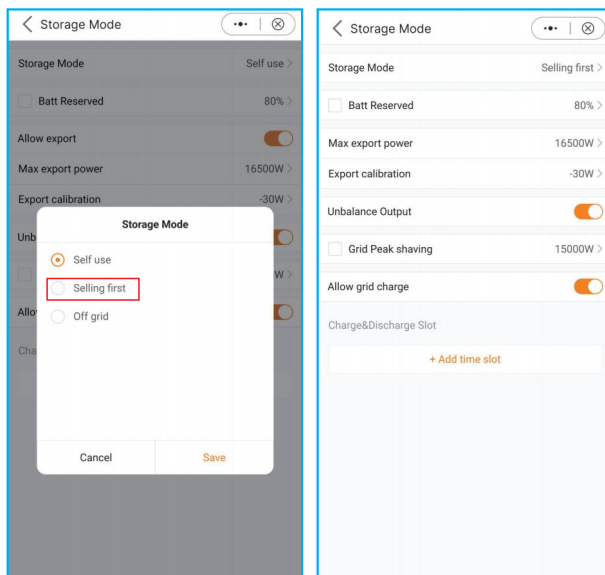 Storage Mode
Storage Mode Self use >
Batt Reserved 80% >
Allow export
Max export power 16500W >
Export calibration -30W >
Storage Mode
Unb
Self use
W >
Selling first
Allo
Off grid
Cha
Cancel Save
Storage Mode
Storage Mode Selling first >
Batt Reserved 80% >
Max export power 16500W >
Export calibration -30W >
Unbalance Output
Grid Peak shaving 15000W >
Allow grid charge
Charge&Discharge Slot
+ Add time slot